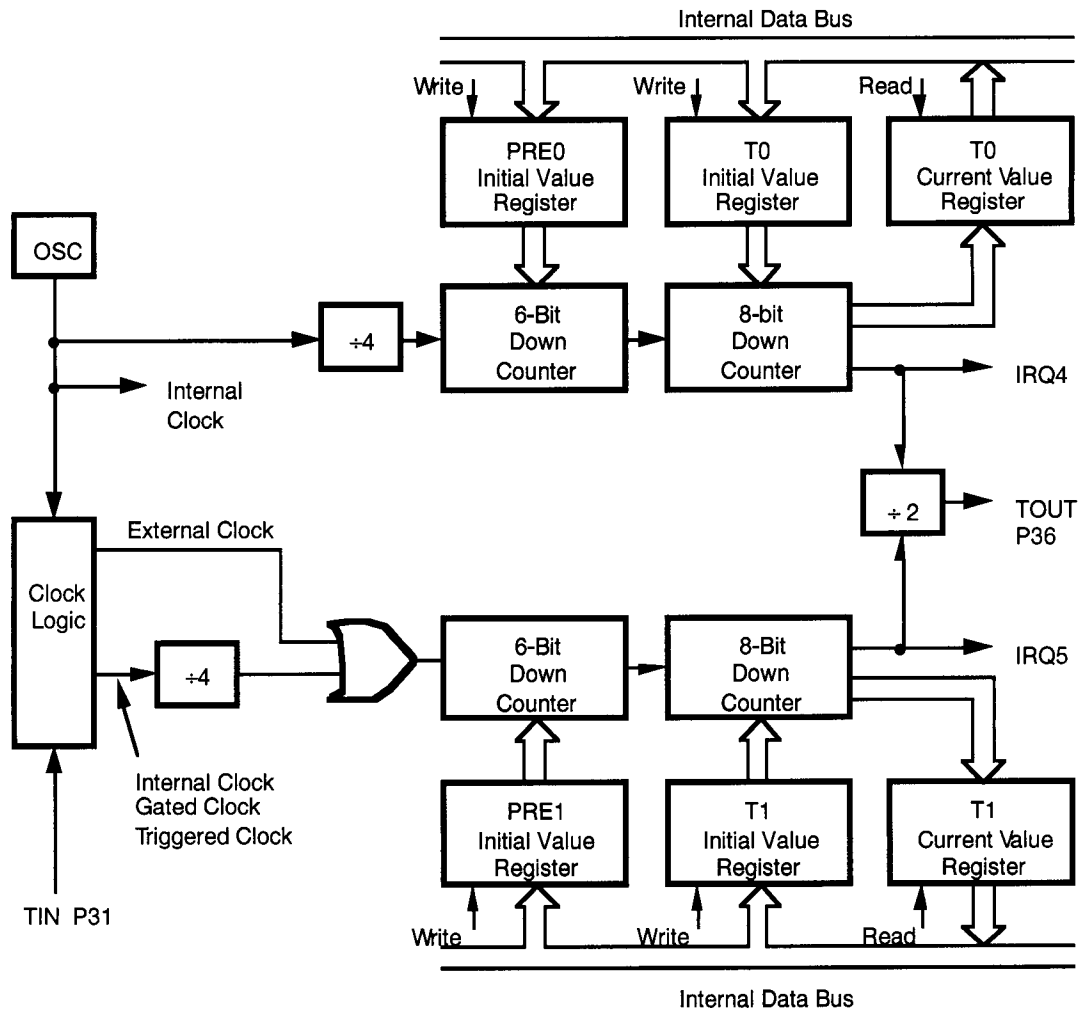 Internal Data Bus
Write
Write
Read
PRE0
Initial Value
Register
T0
Initial Value
Register
T0
Current Value
Register
OSC
÷4
6-Bit
Down
Counter
8-bit
Down
Counter
IRQ4
Internal
Clock
÷ 2
TOUT
P36
External Clock
Clock
Logic
÷4
6-Bit
Down
Counter
8-Bit
Down
Counter
IRQ5
Internal Clock
Gated Clock
Triggered Clock
PRE1
Initial Value
Register
T1
Initial Value
Register
T1
Current Value
Register
TIN P31
Write
Write
Read
Internal Data Bus